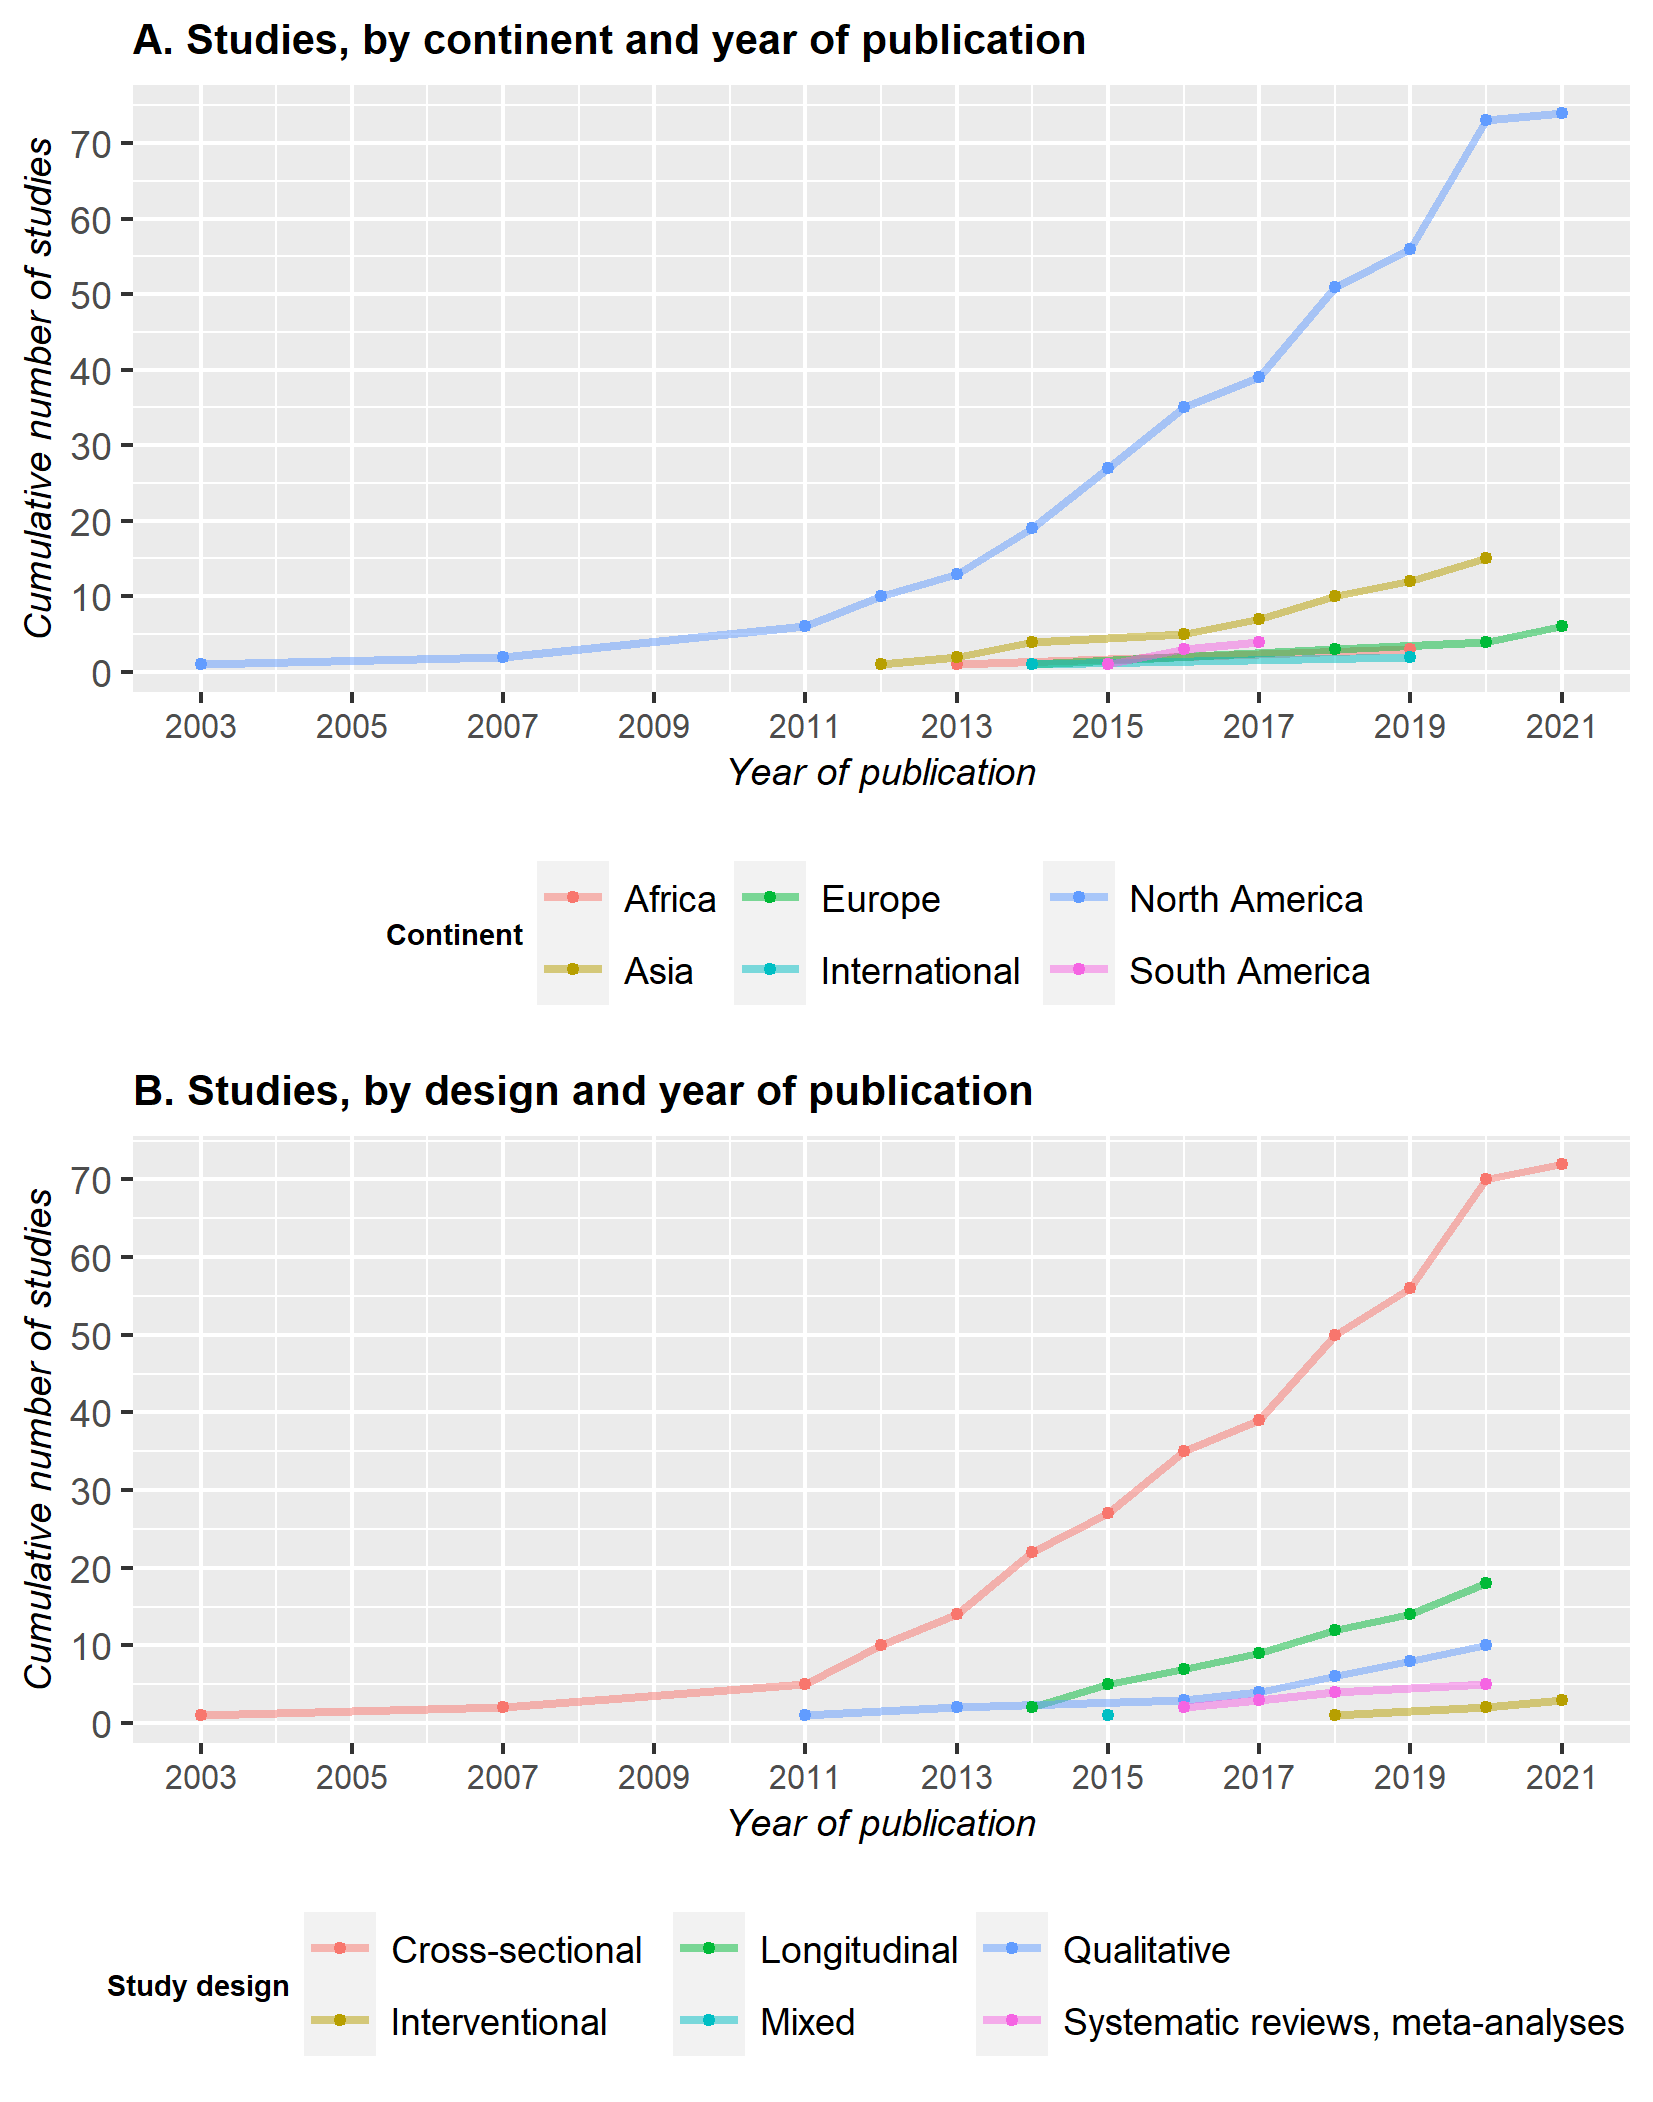 A. Studies, by continent and year of publication
Cumulative number of studies
70
60
50
40
30
20
10
0
2003 2005 2007 2009 2011 2013 2015 2017 2019 2021
Year of publication
Continent
Africa Europe North America
Asia International South America
B. Studies, by design and year of publication
Cumulative number of studies
70
60
50
40
30
20
10
0
2003 2005 2007 2009 2011 2013 2015 2017 2019 2021
Year of publication
Study design
Cross-sectional Longitudinal Qualitative
Interventional Mixed Systematic reviews, meta-analyses